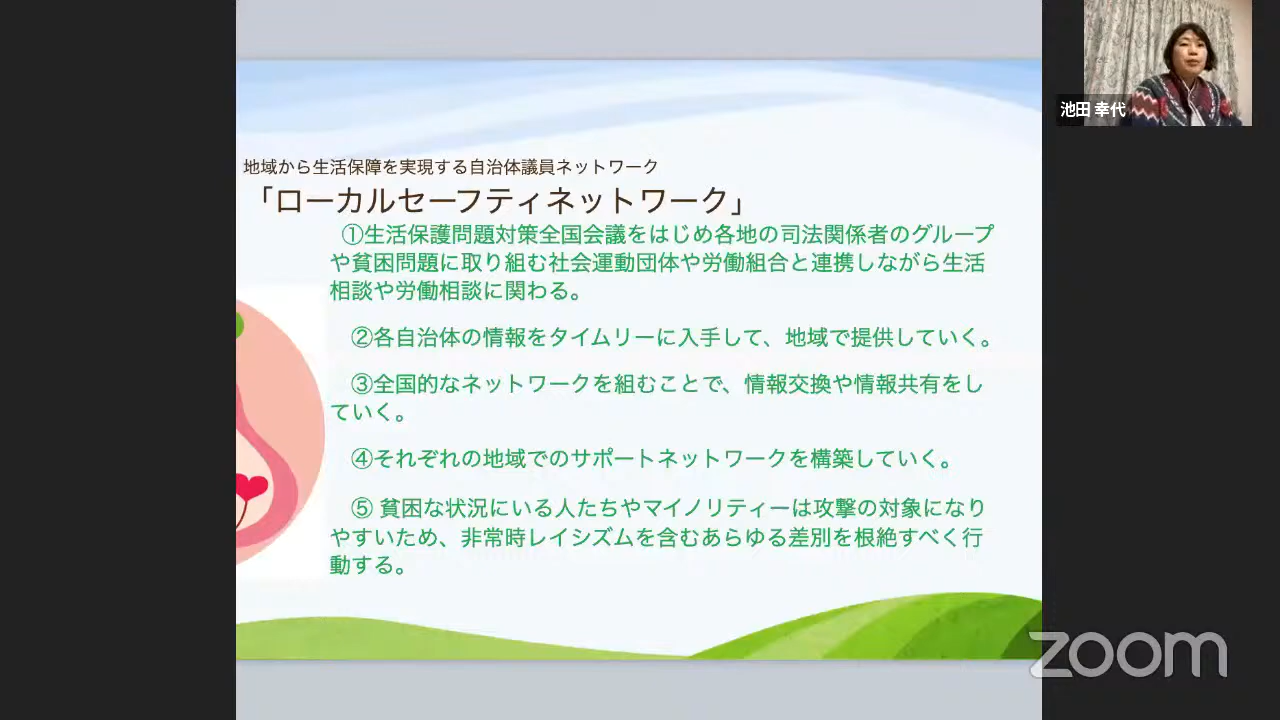 地域から生活保障を実現する自治体議員ネットワーク
「ローカルセーフティネットワーク」
①生活保護問題対策全国会議をはじめ各地の司法関係者のグループ
や貧困問題に取り組む社会運動団体や労働組合と連携しながら生活
相談や労働相談に関わる。
②各自治体の情報をタイムリーに入手して、地域で提供していく。
③全国的なネットワークを組むことで、情報交換や情報共有をし
ていく。
④それぞれの地域でのサポートネットワークを構築していく。
⑤ 貧困な状況にいる人たちやマイノリティーは攻撃の対象になり
やすいため、非常時レイシズムを含むあらゆる差別を根絶すべく行
動する。
池田 幸代
zoom